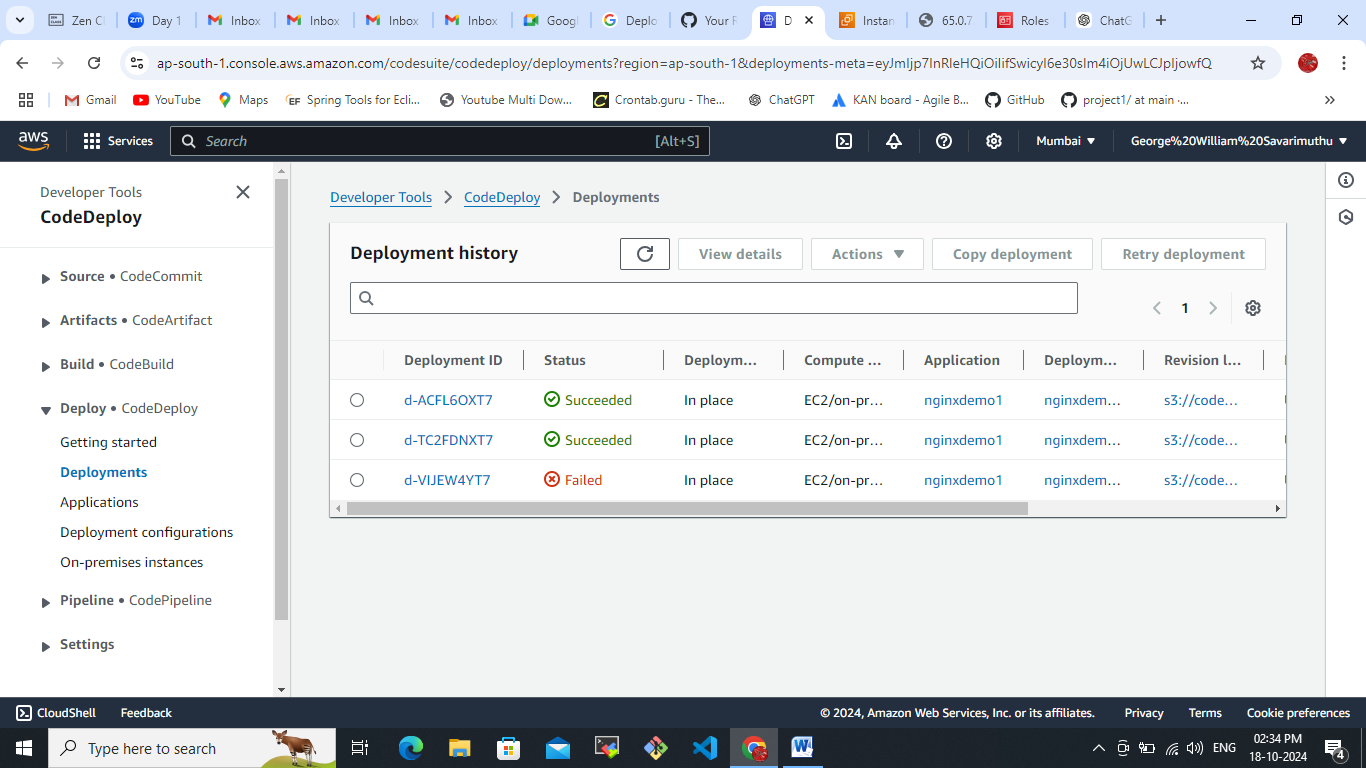 Zen Cl
zm Day 1
Inbox
Inbox
Inbox
Inbox
Googl
Deplo
Your R
D
Instan
65.0.7
Roles
ChatG
ap-south-1.console.aws.amazon.com/codesuite/codedeploy/deployments?region=ap-south-1&deployments-meta=eyJmIjp7InRleHQiOiIifSwicyI6e30sIm4iOjUwLCJpIjowfQ
Gmail
YouTube
Maps
EF Spring Tools for Ecli...
Youtube Multi Dow...
Crontab.guru - The...
ChatGPT
KAN board - Agile B...
GitHub
project1/ at main ·...
aws
Services
Search
[Alt+S]
Mumbai
George%20William%20Savarimuthu
Developer Tools
CodeDeploy
Source • CodeCommit
Artifacts • CodeArtifact
Build • CodeBuild
Deploy • CodeDeploy
Getting started
Deployments
Applications
Deployment configurations
On-premises instances
Pipeline • CodePipeline
Settings
Developer Tools > CodeDeploy > Deployments
Deployment history
View details
Actions
Copy deployment
Retry deployment
1
Deployment ID Status Deploym... Compute ... Application Deploym... Revision l...
d-ACFL6OXT7 Succeeded In place EC2/on-pr... nginxdemo1 nginxdem... s3://code...
d-TC2FDNXT7 Succeeded In place EC2/on-pr... nginxdemo1 nginxdem... s3://code...
d-VIJEW4YT7 Failed In place EC2/on-pr... nginxdemo1 nginxdem... s3://code...
CloudShell
Feedback
© 2024, Amazon Web Services, Inc. or its affiliates.
Privacy
Terms
Cookie preferences
Type here to search
ENG
02:34 PM
18-10-2024
4